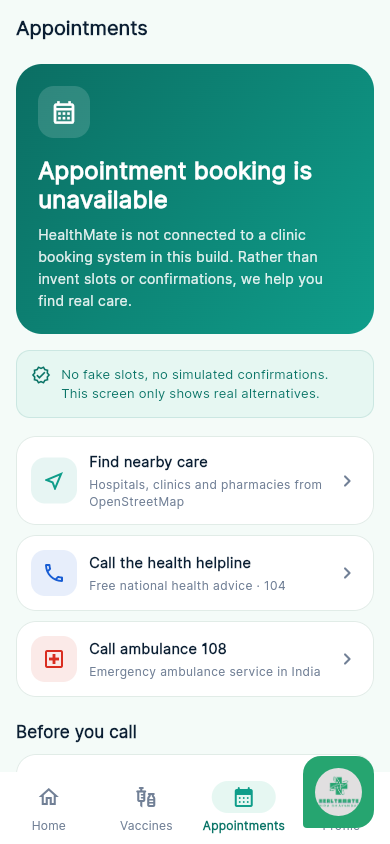 Appointments
Appointment booking is
unavailable
HealthMate is not connected to a clinic
booking system in this build. Rather than
invent slots or confirmations, we help you
find real care.
No fake slots, no simulated confirmations.
This screen only shows real alternatives.
Find nearby care
Hospitals, clinics and pharmacies from
OpenStreetMap
Call the health helpline
Free national health advice · 104
Call ambulance 108
Emergency ambulance service in India
Before you call
HEALTHMATE
Home
Vaccines
Appointments